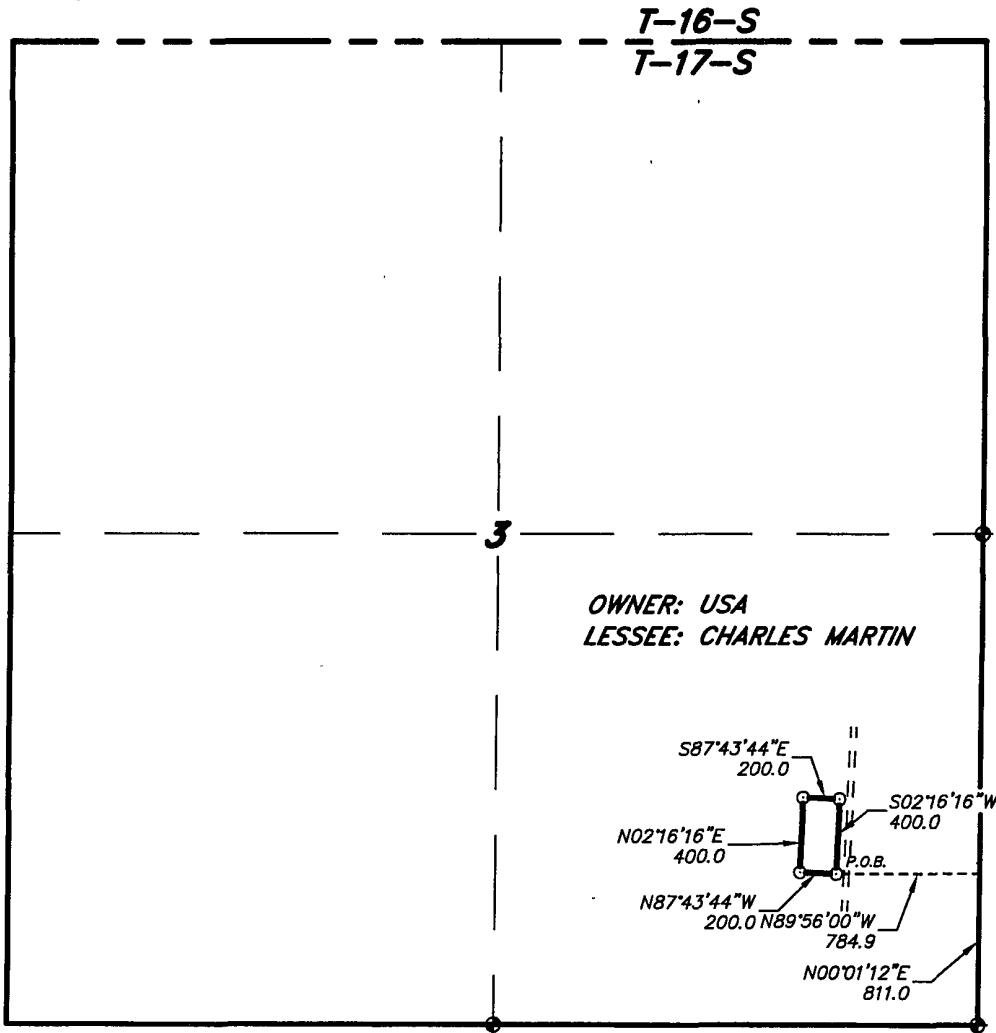 T-16-S
T-17-S
3
OWNER: USA
LESSEE: CHARLES MARTIN
S87°43'44"E
200.0
S02°16'16"W
400.0
N02°16'16"E
400.0
P.O.B.
N87°43'44"W
200.0
N89°56'00"W
784.9
N00°01'12"E
811.0